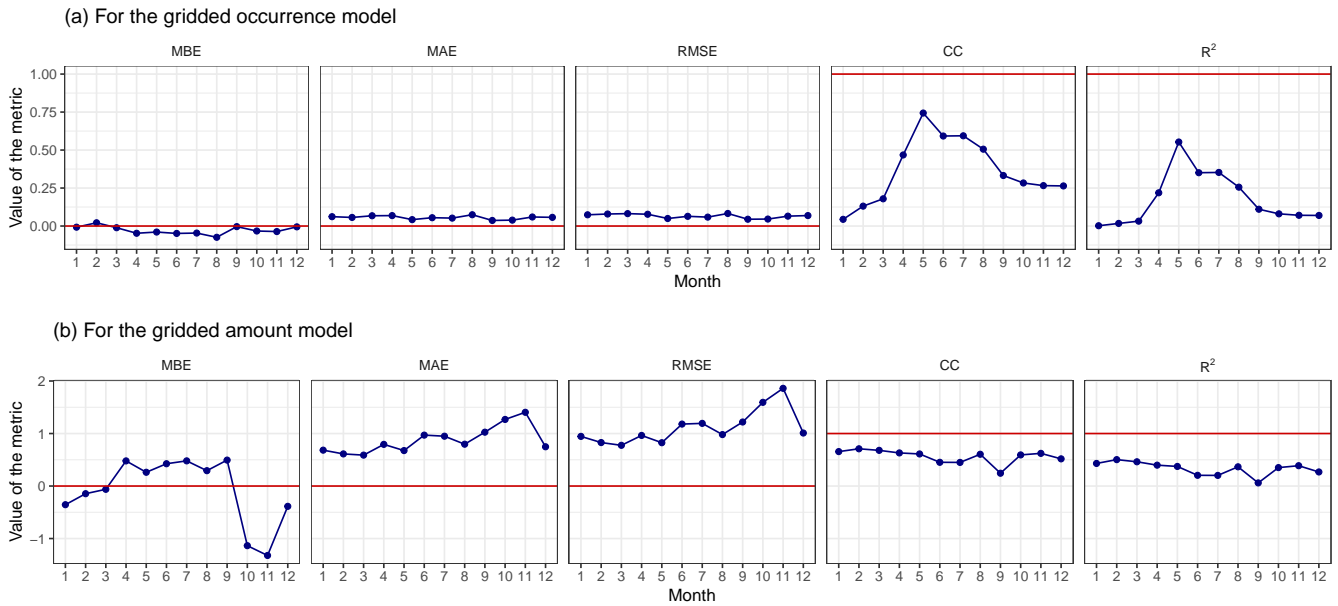 (a) For the gridded occurrence model
MBE MAE RMSE CC R²
Value of the metric
1.00
0.75
0.50
0.25
0.00
1 2 3 4 5 6 7 8 9 10 11 12 1 2 3 4 5 6 7 8 9 10 11 12 1 2 3 4 5 6 7 8 9 10 11 12 1 2 3 4 5 6 7 8 9 10 11 12 1 2 3 4 5 6 7 8 9 10 11 12
Month
(b) For the gridded amount model
MBE MAE RMSE CC R²
Value of the metric
2
1
0
−1
1 2 3 4 5 6 7 8 9 10 11 12 1 2 3 4 5 6 7 8 9 10 11 12 1 2 3 4 5 6 7 8 9 10 11 12 1 2 3 4 5 6 7 8 9 10 11 12 1 2 3 4 5 6 7 8 9 10 11 12
Month